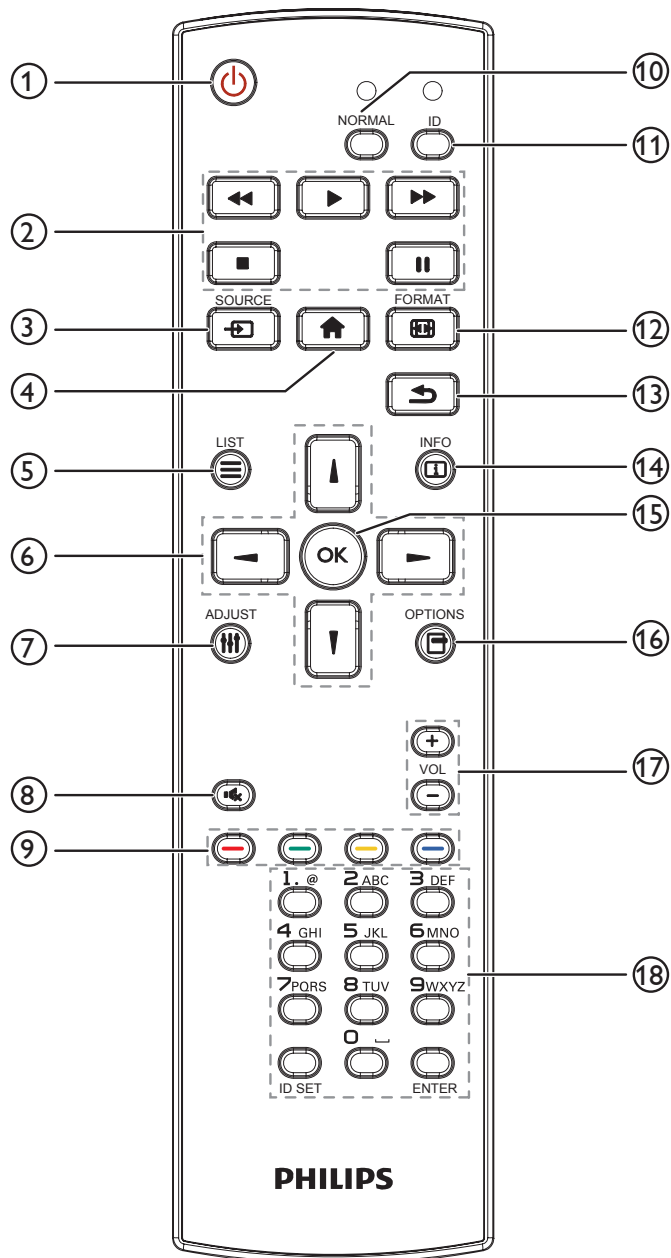 1
10
NORMAL
ID
11
2
SOURCE
FORMAT
3
12
4
13
LIST
INFO
5
14
15
6
OK
ADJUST
OPTIONS
7
16
+
VOL
17
−
8
9
1. @
2 ABC
3 DEF
4 GHI
5 JKL
6 MNO
18
7 PQRS
8 TUV
9 WXYZ
0 ⎵
ID SET
ENTER
PHILIPS